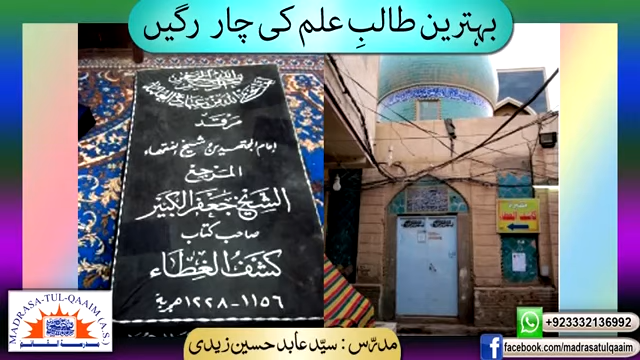 بہترین طالبِ علم کی چار رگیں
مرقد
إمام المجتهدين وشيخ الفقهاء
المرجع
الشيخ جعفر الكبير
صاحب كتاب
كشف الغطاء
١١٥٦-١٢٢٨ هجرية
MADRASA-TUL-QAAIM (A.S.)
مدرّس: سیّد عابد حسین زیدی
+923332136992
facebook.com/madrasatulqaaim